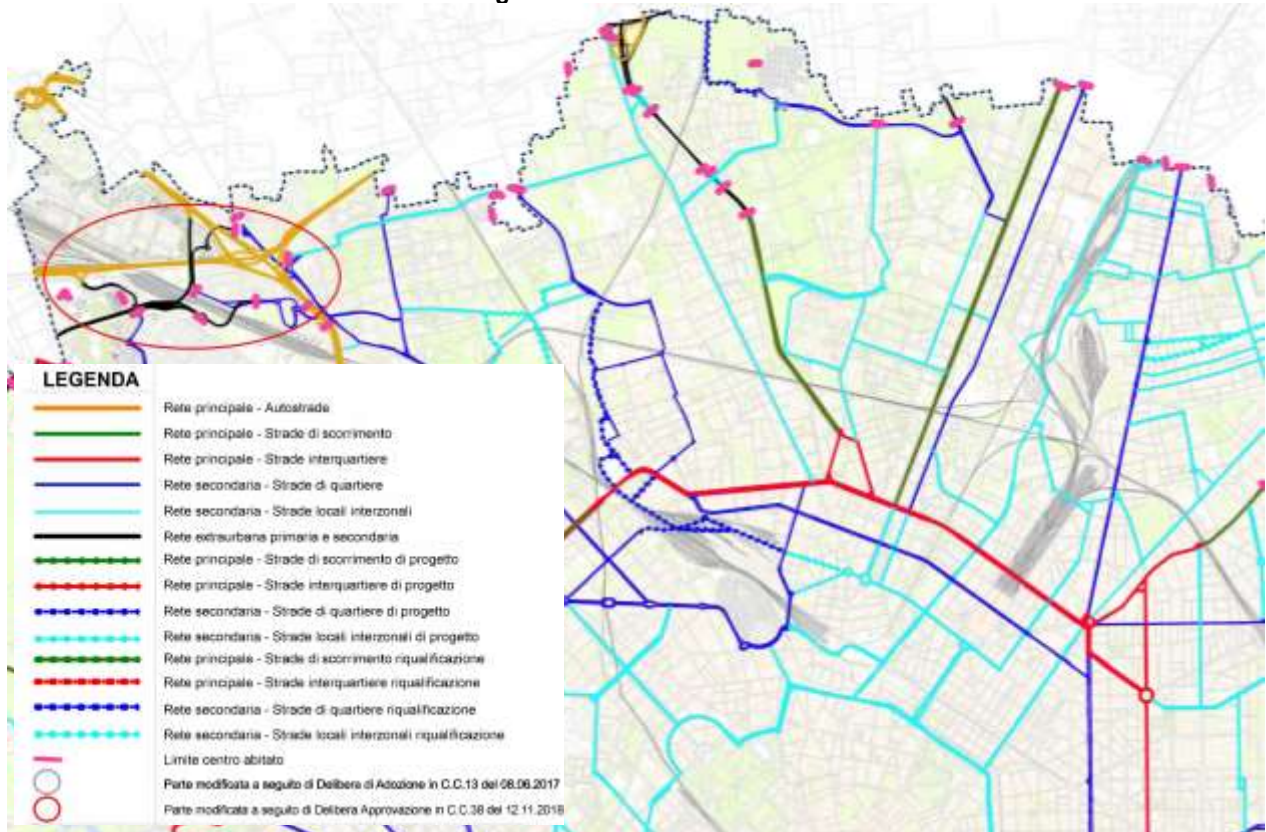 LEGENDA
Rete principale - Autostrade
Rete principale - Strade di scorrimento
Rete principale - Strade interquartiere
Rete secondaria - Strade di quartiere
Rete secondaria - Strade locali interzonali
Rete extraurbana primaria e secondaria
Rete principale - Strade di scorrimento di progetto
Rete principale - Strade interquartiere di progetto
Rete secondaria - Strade di quartiere di progetto
Rete secondaria - Strade locali interzonali di progetto
Rete principale - Strade di scorrimento riqualificazione
Rete principale - Strade interquartiere riqualificazione
Rete secondaria - Strade di quartiere riqualificazione
Rete secondaria - Strade locali interzonali riqualificazione
Limite centro abitato
Parte modificata a seguito di Delibera di Adozione in C.C.13 del 08.06.2017
Parte modificata a seguito di Delibera Approvazione in C.C.38 del 12.11.2018